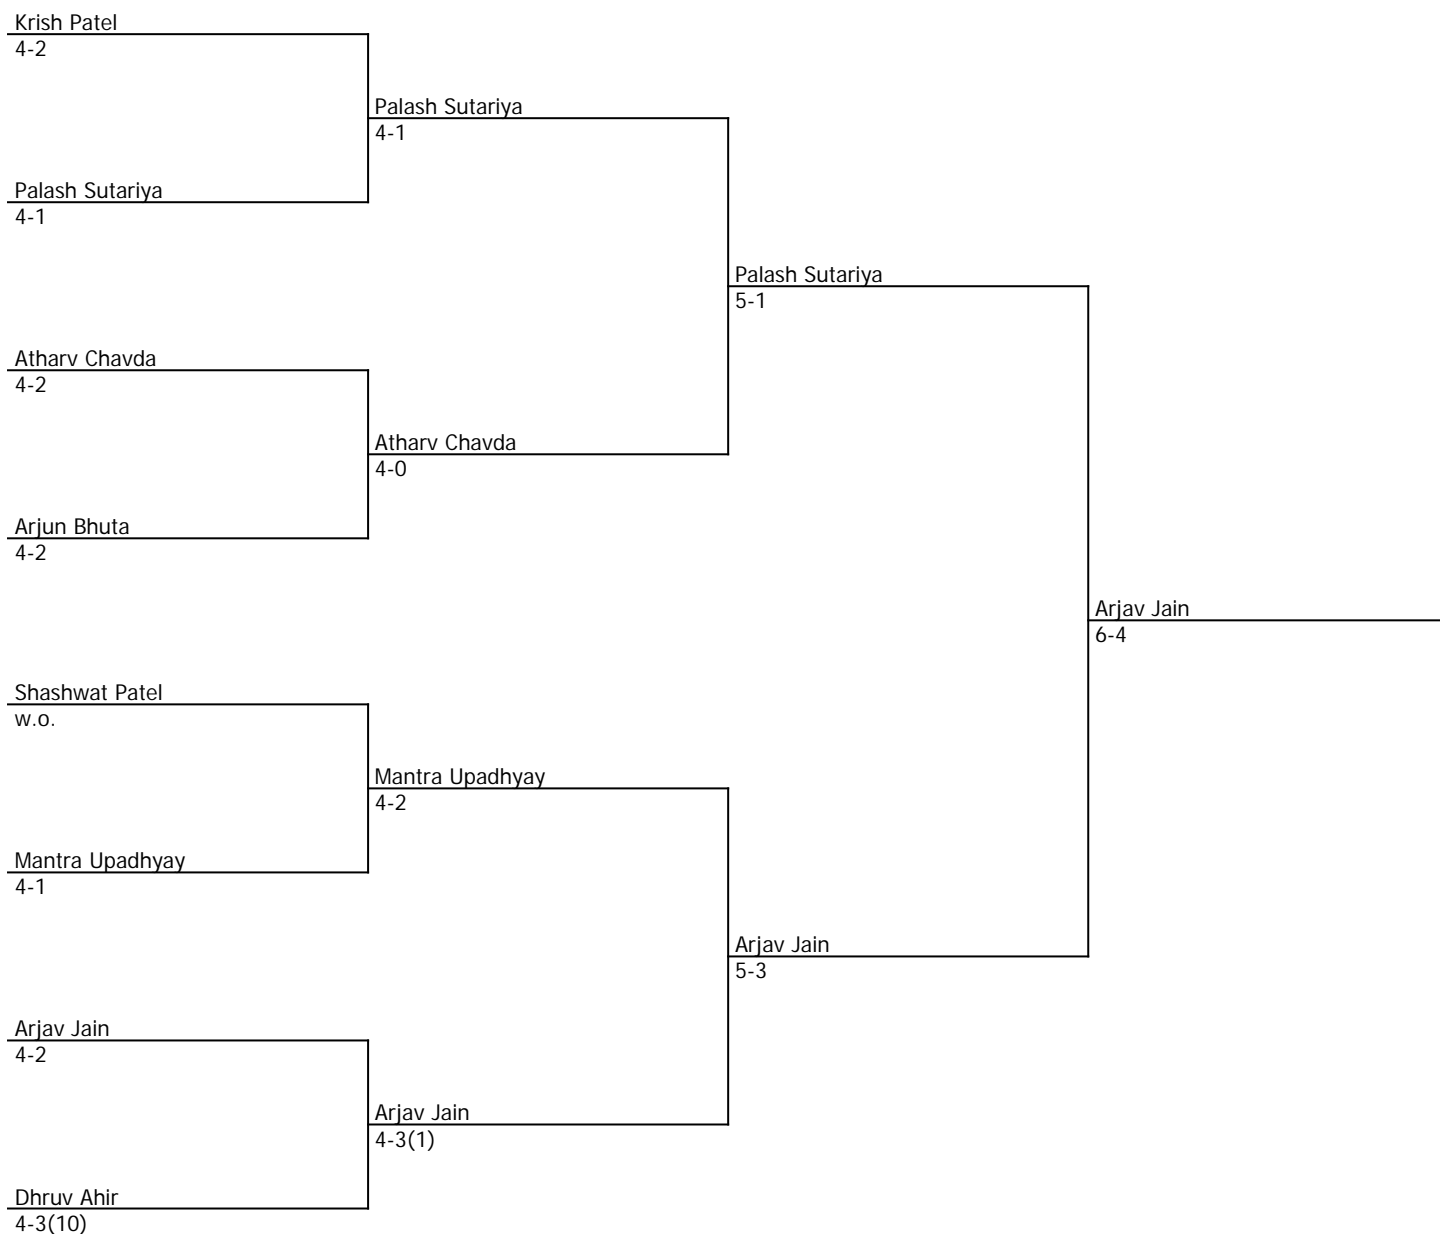 Krish Patel
4-2
Palash Sutariya
4-1
Palash Sutariya
4-1
Palash Sutariya
5-1
Atharv Chavda
4-2
Atharv Chavda
4-0
Arjun Bhuta
4-2
Arjav Jain
6-4
Shashwat Patel
w.o.
Mantra Upadhyay
4-2
Mantra Upadhyay
4-1
Arjav Jain
5-3
Arjav Jain
4-2
Arjav Jain
4-3(1)
Dhruv Ahir
4-3(10)